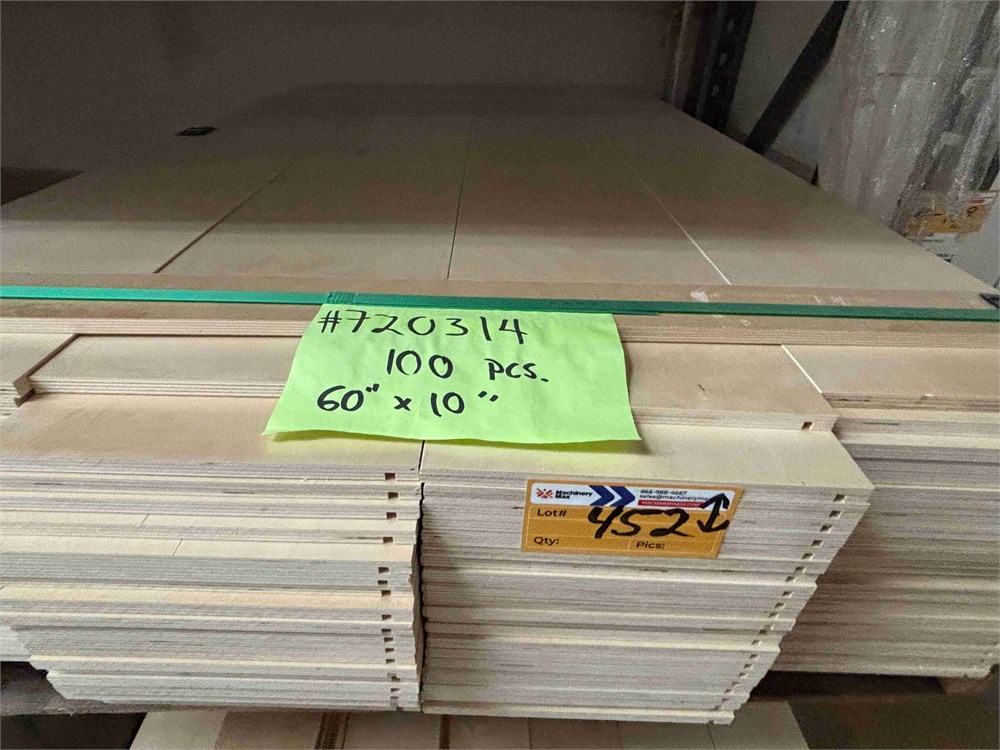 #720314
100 pcs.
60" x 10"
Machinery
Max
866-988-4687
Lot# 452
Qty:
Pics: